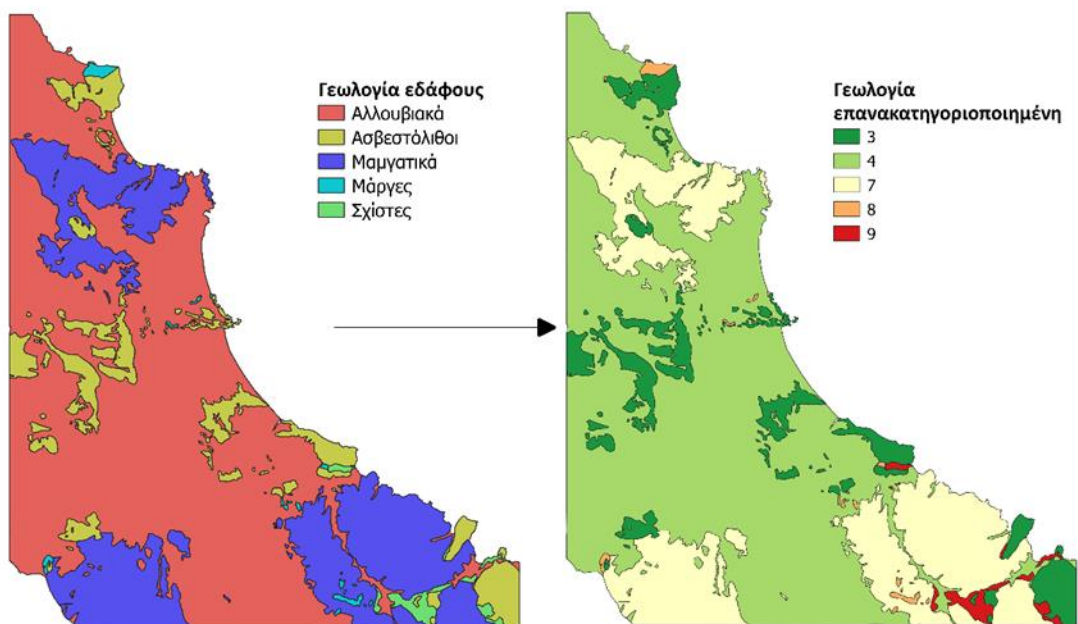 Γεωλογία εδάφους
Αλλουβιακά
Ασβεστόλιθοι
Μαμγατικά
Μάργες
Σχίστες
Γεωλογία
επανακατηγοριοποιημένη
3
4
7
8
9